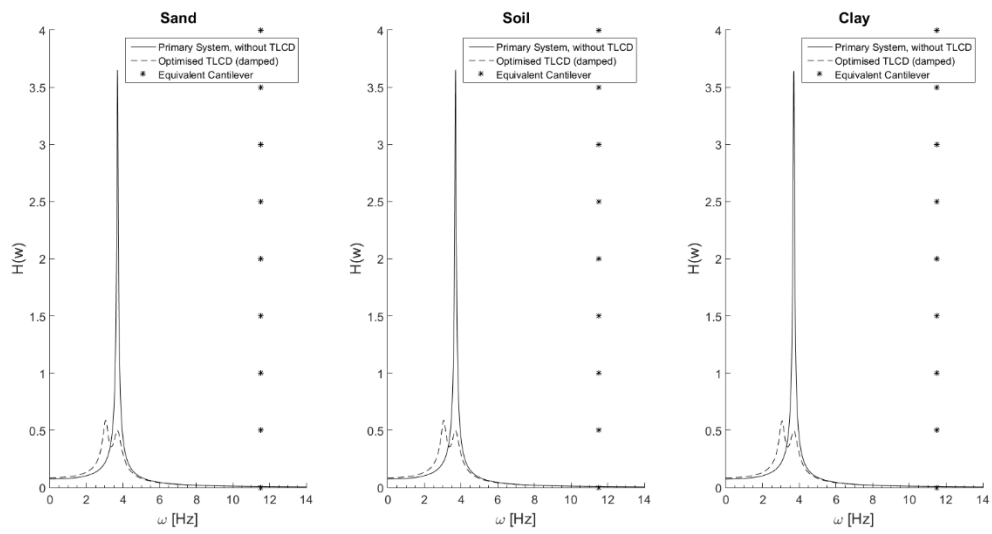 Sand
4
3.5
3
2.5
2
1.5
1
0.5
0
H(w)
Primary System, without TLCD
Optimised TLCD (damped)
Equivalent Cantilever
0 2 4 6 8 10 12 14
ω [Hz]
Soil
4
3.5
3
2.5
2
1.5
1
0.5
0
H(w)
Primary System, without TLCD
Optimised TLCD (damped)
Equivalent Cantilever
0 2 4 6 8 10 12 14
ω [Hz]
Clay
4
3.5
3
2.5
2
1.5
1
0.5
0
H(w)
Primary System, without TLCD
Optimised TLCD (damped)
Equivalent Cantilever
0 2 4 6 8 10 12 14
ω [Hz]